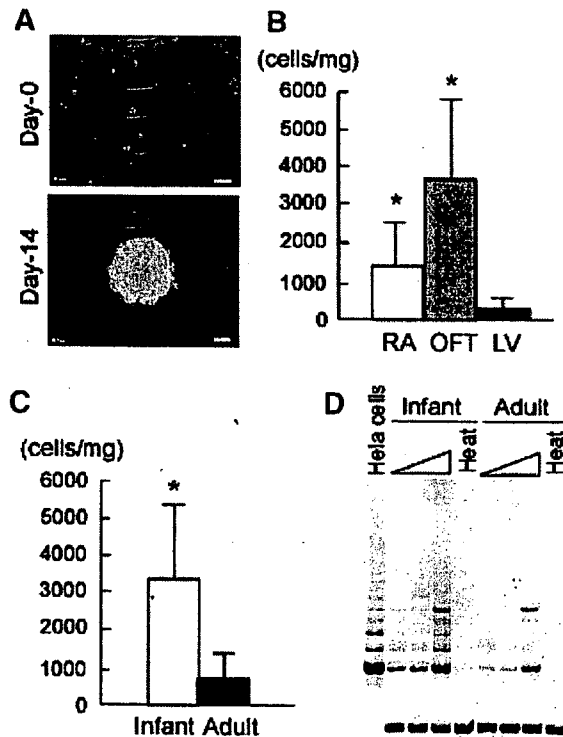 A
Day-0
Day-14
B
(cells/mg)
6000
5000
4000
3000
2000
1000
0
*
*
RA OFT LV
C
(cells/mg)
6000
5000
4000
3000
2000
1000
0
*
Infant Adult
D
Hela cells
Infant
Heat
Adult
Heat